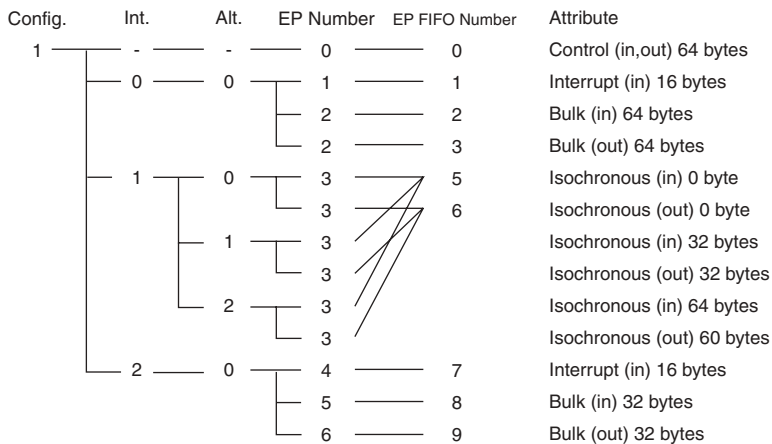 Config. Int. Alt. EP Number EP FIFO Number Attribute
1 - - 0 0 Control (in,out) 64 bytes
0 0 1 1 Interrupt (in) 16 bytes
2 2 Bulk (in) 64 bytes
2 3 Bulk (out) 64 bytes
1 0 3 5 Isochronous (in) 0 byte
3 6 Isochronous (out) 0 byte
1 3 Isochronous (in) 32 bytes
3 Isochronous (out) 32 bytes
2 3 Isochronous (in) 64 bytes
3 Isochronous (out) 60 bytes
2 0 4 7 Interrupt (in) 16 bytes
5 8 Bulk (in) 32 bytes
6 9 Bulk (out) 32 bytes